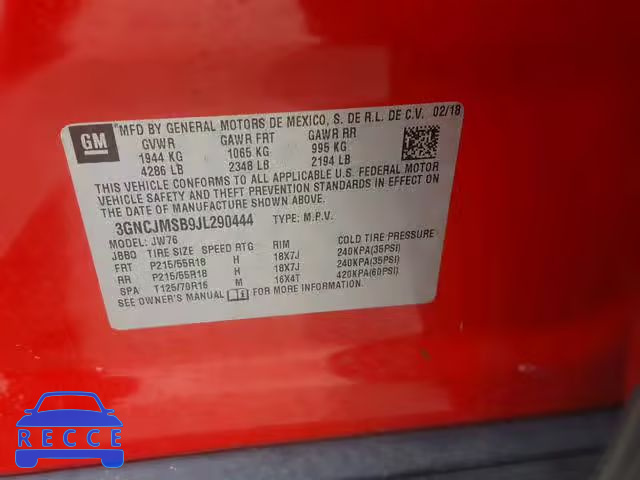 GM
MFD BY GENERAL MOTORS DE MEXICO, S. DE R.L. DE C.V. 02/18
GVWR GAWR FRT GAWR RR
1944 KG 1065 KG 995 KG
4286 LB 2348 LB 2194 LB
THIS VEHICLE CONFORMS TO ALL APPLICABLE U.S. FEDERAL MOTOR
VEHICLE SAFETY, BUMPER, AND THEFT PREVENTION STANDARDS IN EFFECT ON THE
DATE OF MANUFACTURE SHOWN ABOVE.
3GNCJMSB9JL290444 TYPE: M.P.V.
MODEL: JW76
JBBO TIRE SIZE SPEED RTG RIM COLD TIRE PRESSURE
FRT P215/55R18 H 18X7J 240KPA(35PSI)
RR P215/55R18 H 18X7J 240KPA(35PSI)
SPA T125/70R16 M 16X4T 420KPA(60PSI)
SEE OWNER'S MANUAL FOR MORE INFORMATION.
RECCE